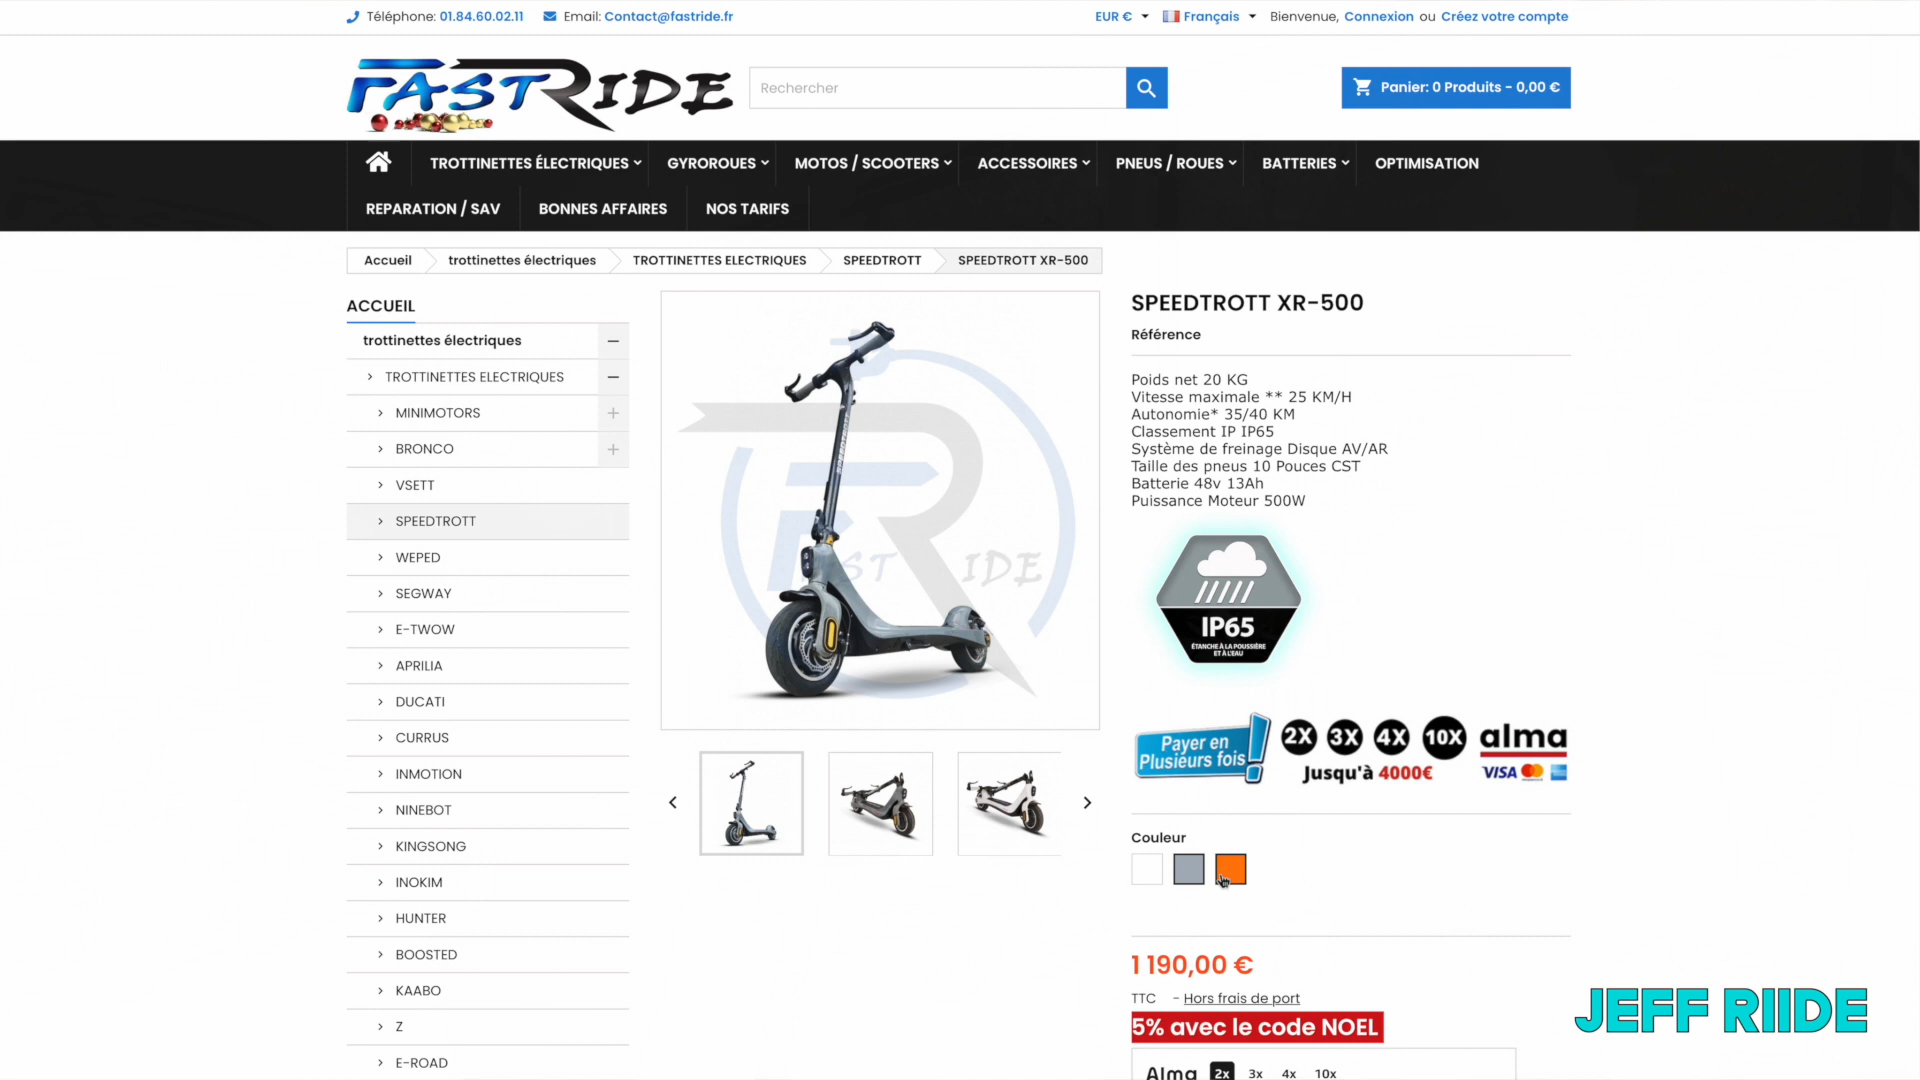 Téléphone: 01.84.60.02.11 Email: Contact@fastride.fr
EUR € Français Bienvenue, Connexion ou Créez votre compte
FASTRIDE
Rechercher
Panier: 0 Produits - 0,00 €
TROTTINETTES ÉLECTRIQUES GYROROUES MOTOS / SCOOTERS ACCESSOIRES PNEUS / ROUES BATTERIES OPTIMISATION
REPARATION / SAV BONNES AFFAIRES NOS TARIFS
Accueil trottinettes électriques TROTTINETTES ELECTRIQUES SPEEDTROTT SPEEDTROTT XR-500
ACCUEIL
trottinettes électriques
TROTTINETTES ELECTRIQUES
MINIMOTORS
BRONCO
VSETT
SPEEDTROTT
WEPED
SEGWAY
E-TWOW
APRILIA
DUCATI
CURRUS
INMOTION
NINEBOT
KINGSONG
INOKIM
HUNTER
BOOSTED
KAABO
Z
E-ROAD
SPEEDTROTT
SPEEDTROTT XR-500
Référence
Poids net 20 KG
Vitesse maximale ** 25 KM/H
Autonomie* 35/40 KM
Classement IP IP65
Système de freinage Disque AV/AR
Taille des pneus 10 Pouces CST
Batterie 48v 13Ah
Puissance Moteur 500W
IP65
ÉTANCHE À LA POUSSIÈRE
ET À L'EAU
Payer en
Plusieurs fois !
2X 3X 4X 10X alma
Jusqu'à 4000€ VISA
Couleur
1 190,00 €
TTC - Hors frais de port
5% avec le code NOEL
Alma 2x 3x 4x 10x
JEFF RIIDE